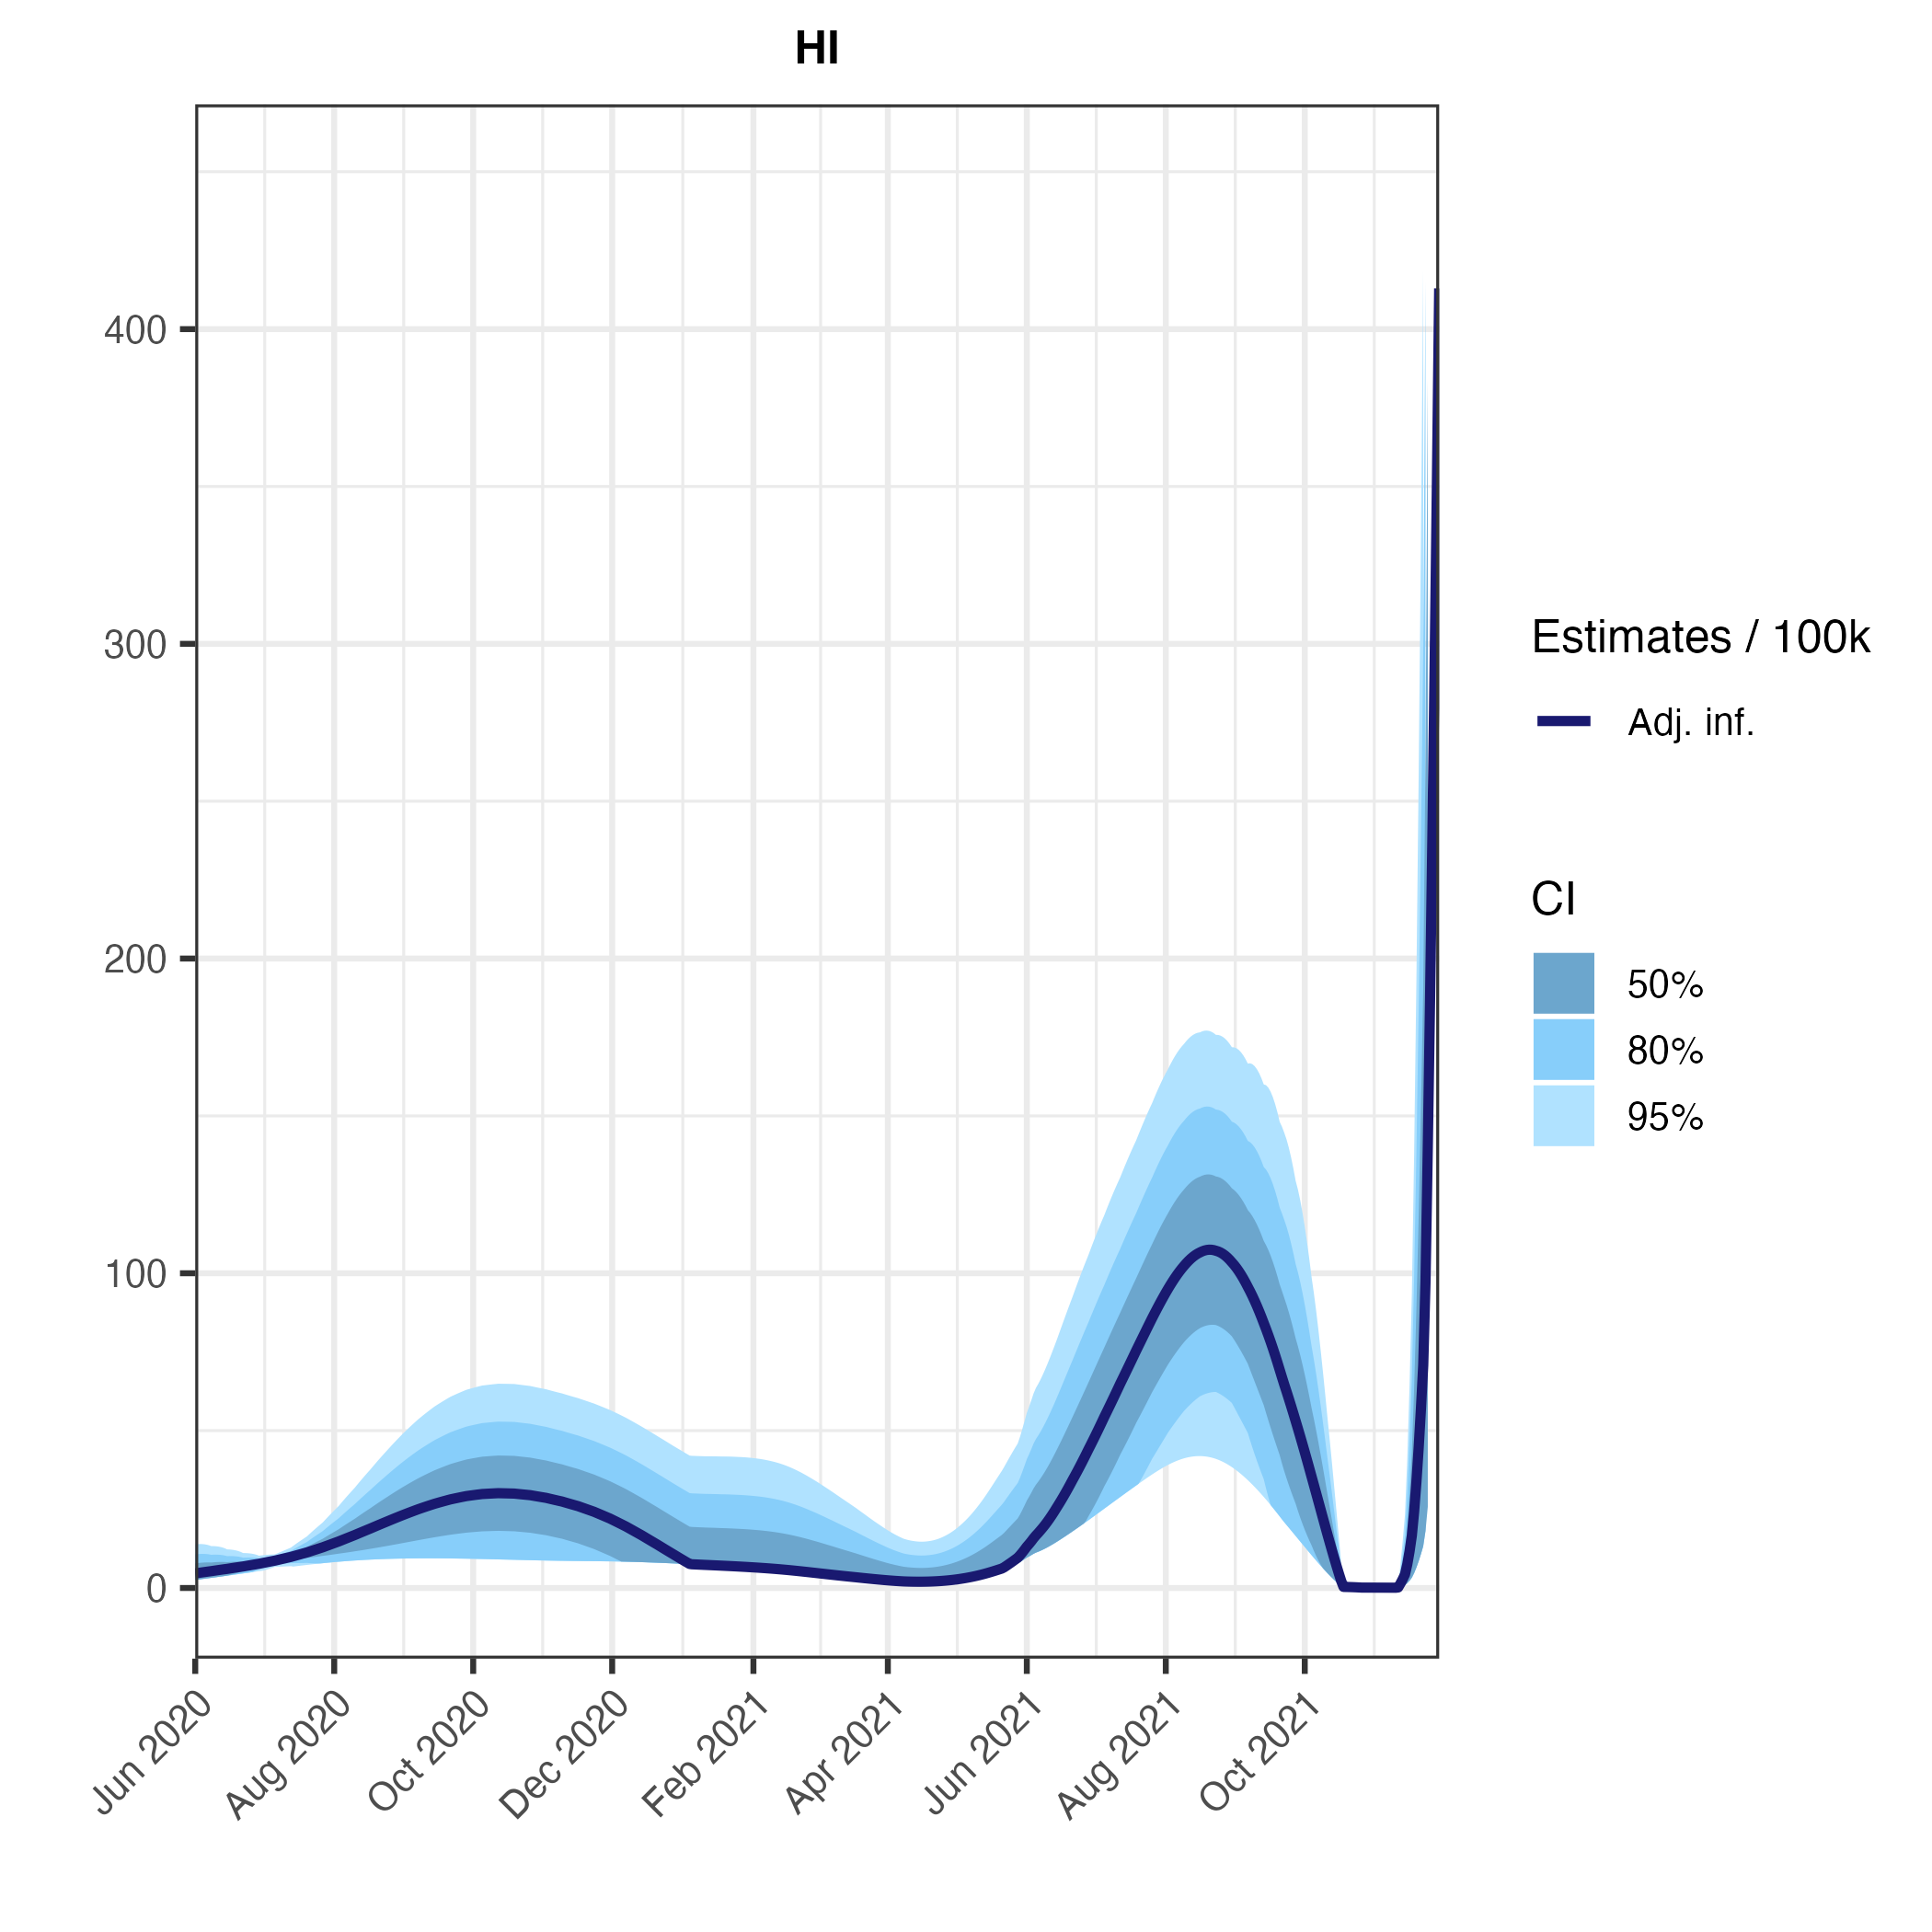 HI
400
300
200
100
0
Jun 2020
Aug 2020
Oct 2020
Dec 2020
Feb 2021
Apr 2021
Jun 2021
Aug 2021
Oct 2021
Estimates / 100k
Adj. inf.
CI
50%
80%
95%